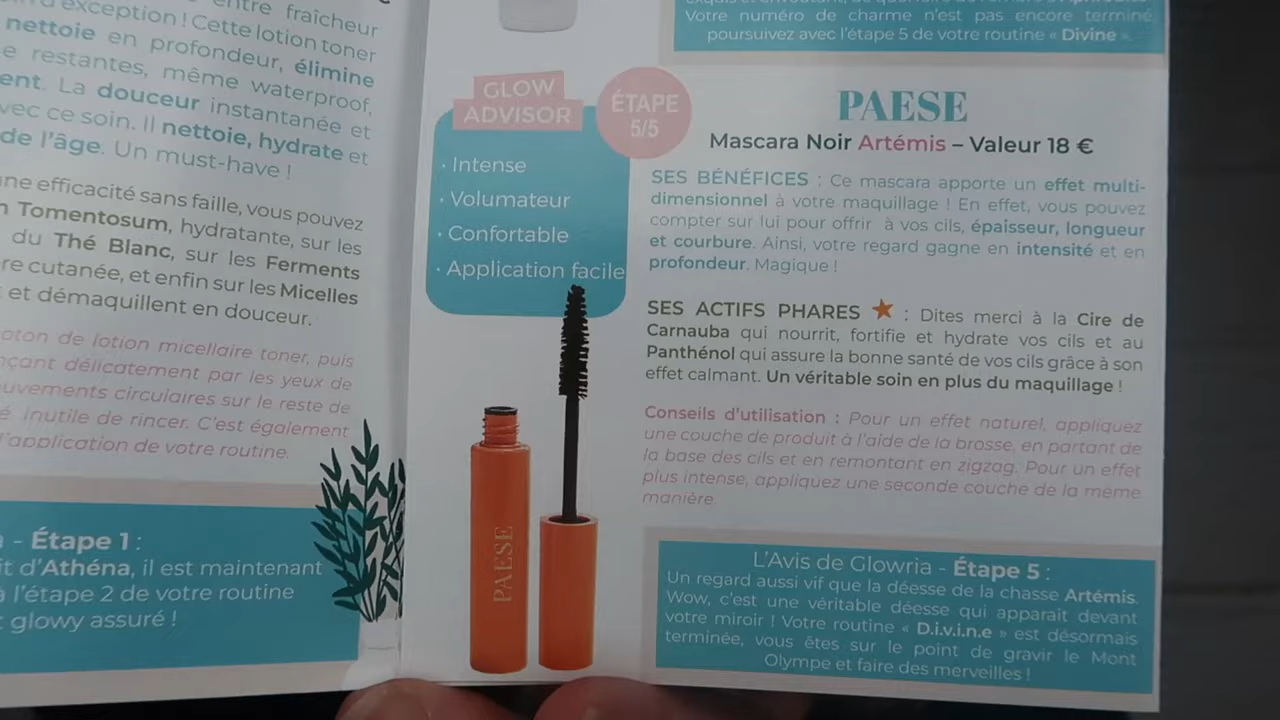 entre fraîcheur
d'exception ! Cette lotion toner
nettoie en profondeur, élimine
restantes, même waterproof,
La douceur instantanée et
avec ce soin. Il nettoie, hydrate et
de l'âge. Un must-have !
une efficacité sans faille, vous pouvez
Tomentosum, hydratante, sur les
du Thé Blanc, sur les Ferments
cutanée, et enfin sur les Micelles
et démaquillent en douceur.
coton de lotion micellaire toner, puis
délicatement par les yeux de
mouvements circulaires sur le reste de
Inutile de rincer. C'est également
d'application de votre routine.
- Étape 1 :
d'Athéna, il est maintenant
à l'étape 2 de votre routine
glowy assuré !
Votre numéro de charme n'est pas encore terminé
poursuivez avec l'étape 5 de votre routine « Divine ».
GLOW
ADVISOR
ÉTAPE
5/5
· Intense
· Volumateur
· Confortable
· Application facile
PAESE
PAESE
Mascara Noir Artémis – Valeur 18 €
SES BÉNÉFICES : Ce mascara apporte un effet multi-
dimensionnel à votre maquillage ! En effet, vous pouvez
compter sur lui pour offrir à vos cils, épaisseur, longueur
et courbure. Ainsi, votre regard gagne en intensité et en
profondeur. Magique !
SES ACTIFS PHARES ★ : Dites merci à la Cire de
Carnauba qui nourrit, fortifie et hydrate vos cils et au
Panthénol qui assure la bonne santé de vos cils grâce à son
effet calmant. Un véritable soin en plus du maquillage !
Conseils d'utilisation : Pour un effet naturel, appliquez
une couche de produit à l'aide de la brosse, en partant de
la base des cils et en remontant en zigzag. Pour un effet
plus intense, appliquez une seconde couche de la meme
manière.
L'Avis de Glowria - Étape 5 :
Un regard aussi vif que la déesse de la chasse Artémis.
Wow, c'est une véritable déesse qui apparait devant
votre miroir ! Votre routine « D.i.v.i.n.e » est désormais
terminée, vous êtes sur le point de gravir le Mont
Olympe et faire des merveilles !